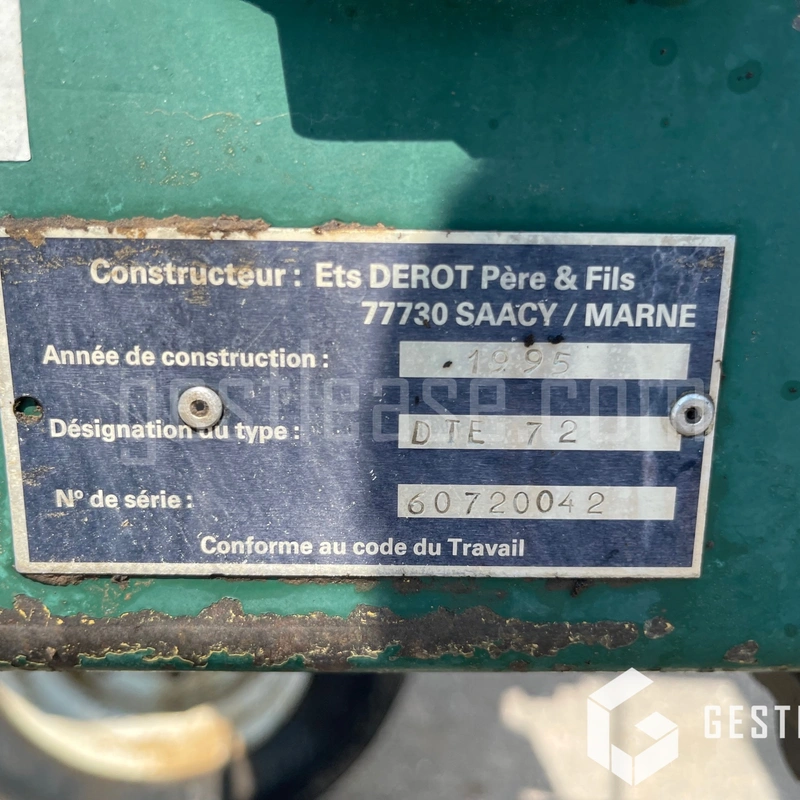 Constructeur : Ets DEROT Père & Fils
77730 SAACY / MARNE
Année de construction : 1995
gestlease.com
Désignation du type : DTE 72
N° de série : 60720042
Conforme au code du Travail